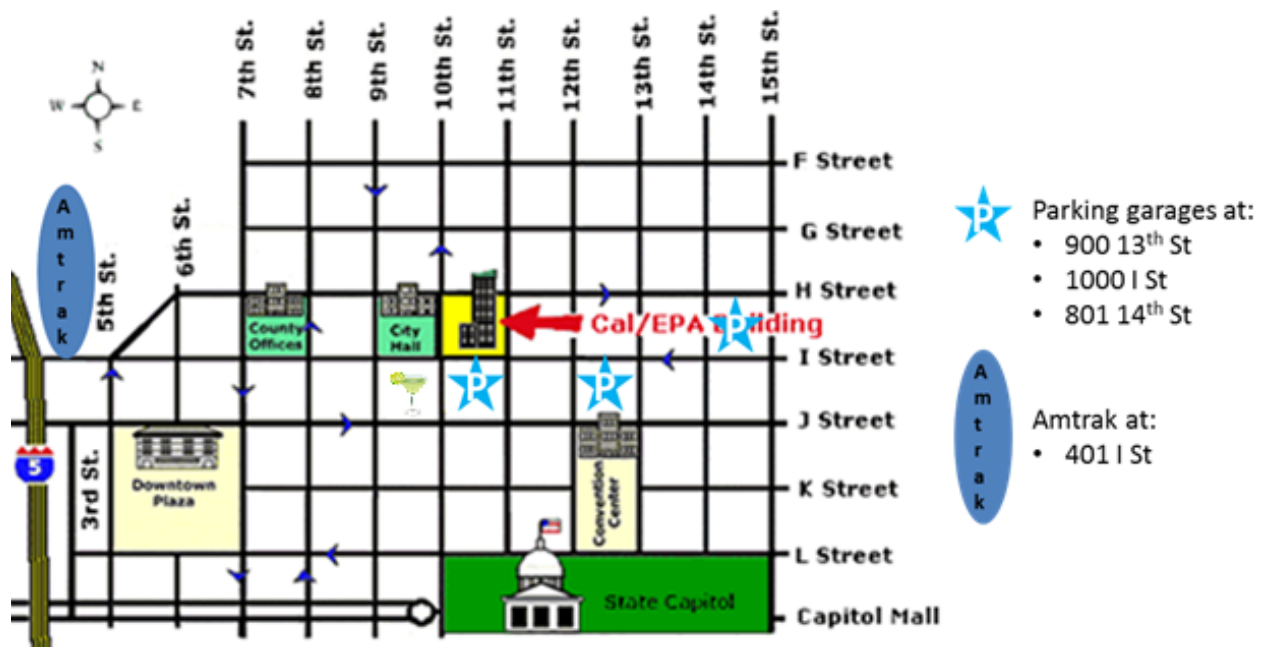 N
W E
S
7th St.
8th St.
9th St.
10th St.
11th St.
12th St.
13th St.
14th St.
15th St.
F Street
G Street
H Street
I Street
J Street
K Street
L Street
Capitol Mall
3rd St.
5th St.
6th St.
Amtrak
County
Offices
City
Hall
Cal/EPA Building
P
P
P
Downtown
Plaza
Convention
Center
State Capitol
5
P
Parking garages at:
• 900 13th St
• 1000 I St
• 801 14th St
Amtrak
Amtrak at:
• 401 I St